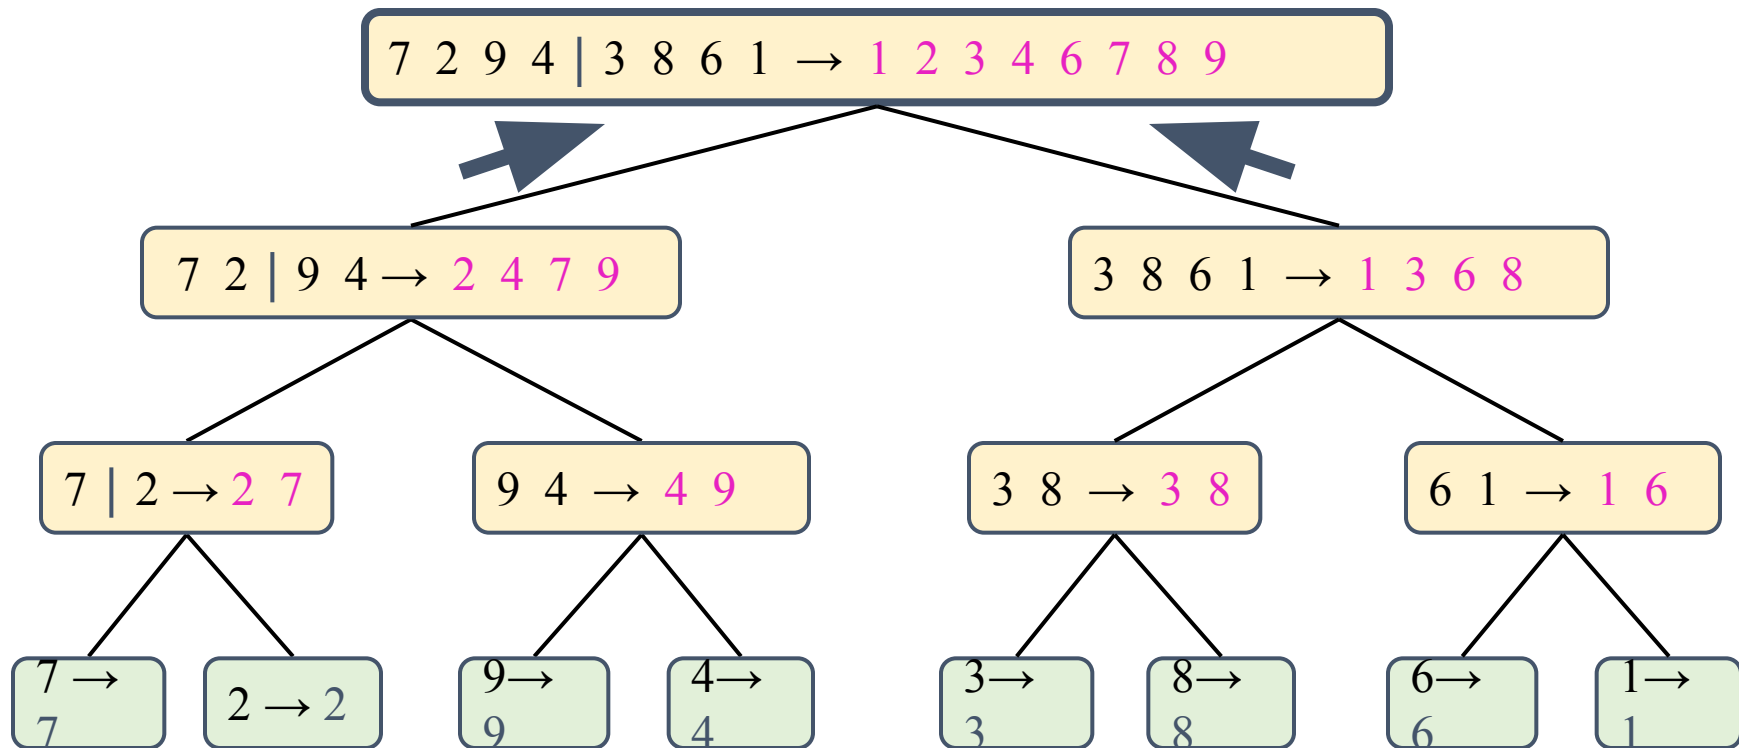 7 2 9 4 | 3 8 6 1 → 1 2 3 4 6 7 8 9
7 2 | 9 4 → 2 4 7 9
3 8 6 1 → 1 3 6 8
7 | 2 → 2 7
9 4 → 4 9
3 8 → 3 8
6 1 → 1 6
7 →
7
2 → 2
9→
9
4→
4
3→
3
8→
8
6→
6
1→
1